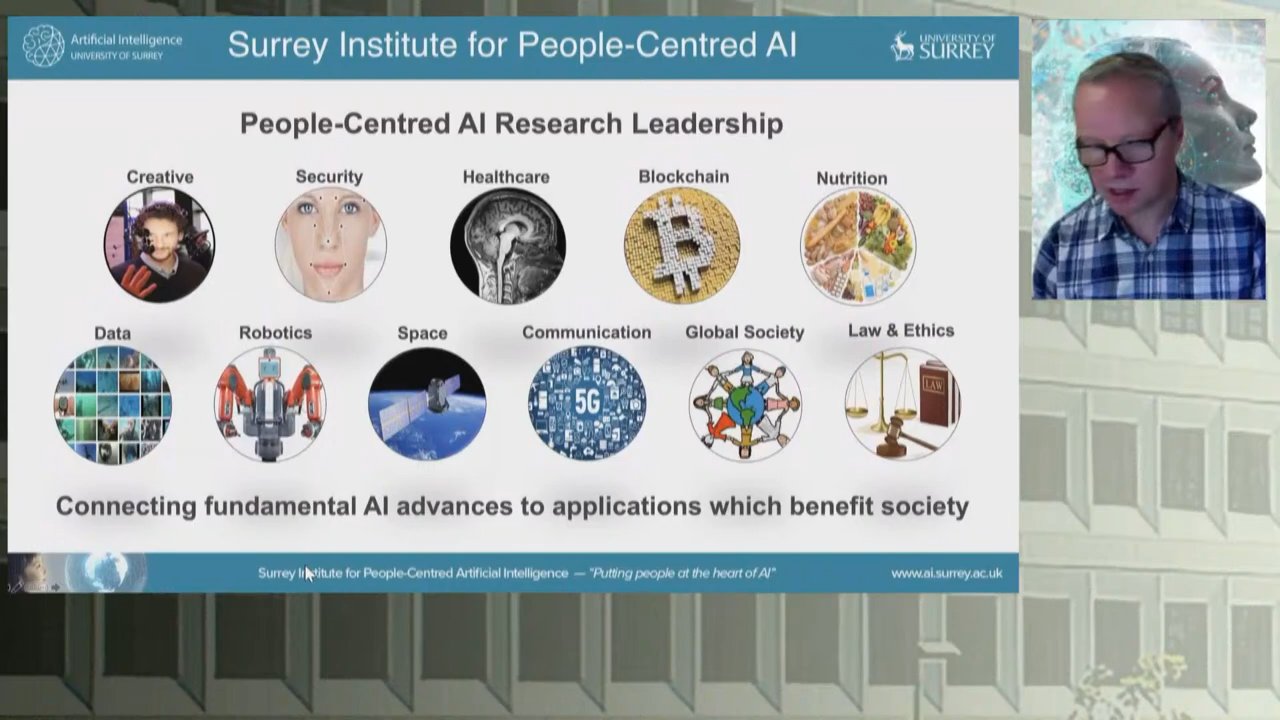 Artificial Intelligence
UNIVERSITY OF SURREY
Surrey Institute for People-Centred AI
UNIVERSITY OF
SURREY
People-Centred AI Research Leadership
Creative
Security
Healthcare
Blockchain
Nutrition
Data
Robotics
Space
Communication
Global Society
Law & Ethics
5G
LAW
Connecting fundamental AI advances to applications which benefit society
Surrey Institute for People-Centred Artificial Intelligence — "Putting people at the heart of AI"
www.ai.surrey.ac.uk